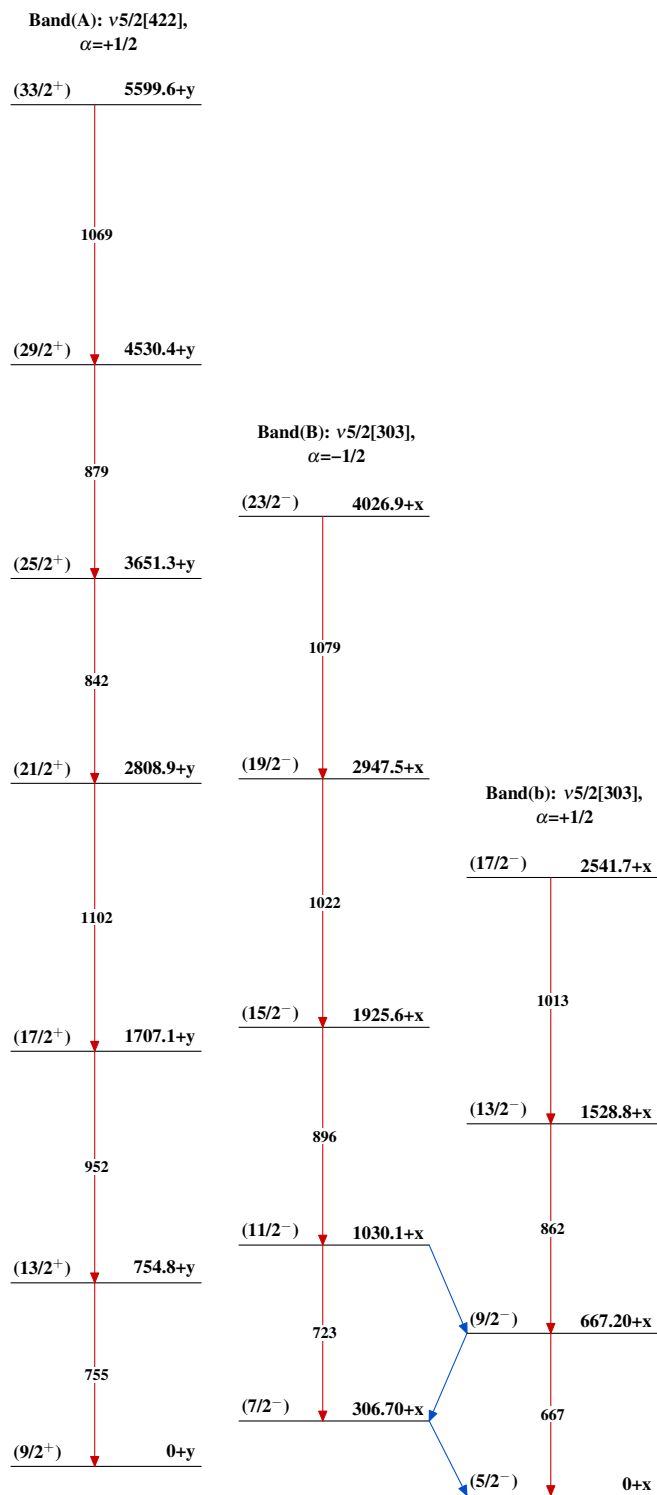 Band(A): ν5/2[422],
α=+1/2
(33/2⁺) 5599.6+y
1069
(29/2⁺) 4530.4+y
879
(25/2⁺) 3651.3+y
842
(21/2⁺) 2808.9+y
1102
(17/2⁺) 1707.1+y
952
(13/2⁺) 754.8+y
755
(9/2⁺) 0+y
Band(B): ν5/2[303],
α=−1/2
(23/2⁻) 4026.9+x
1079
(19/2⁻) 2947.5+x
1022
(15/2⁻) 1925.6+x
896
(11/2⁻) 1030.1+x
723
(7/2⁻) 306.70+x
Band(b): ν5/2[303],
α=+1/2
(17/2⁻) 2541.7+x
1013
(13/2⁻) 1528.8+x
862
(9/2⁻) 667.20+x
667
(5/2⁻) 0+x